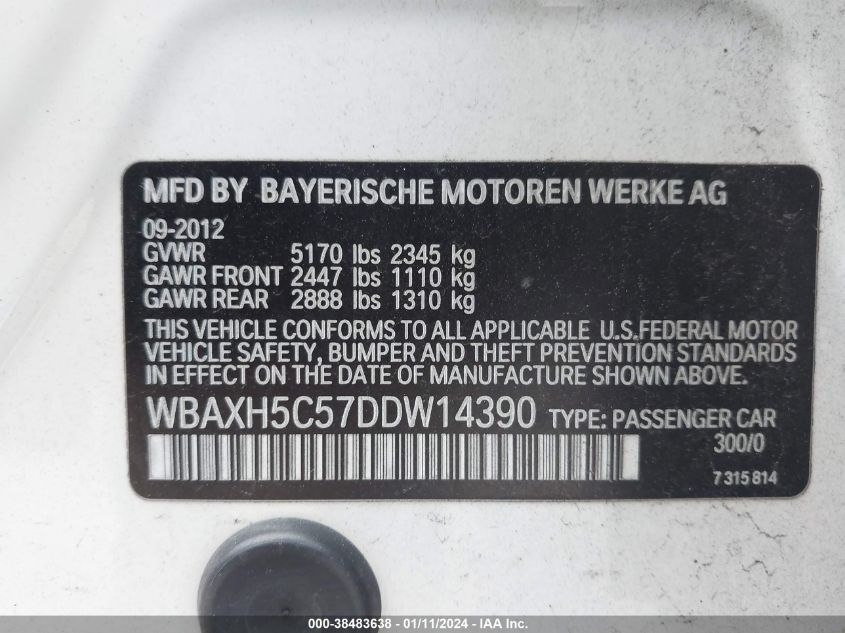 MFD BY BAYERISCHE MOTOREN WERKE AG
09-2012
GVWR 5170 lbs 2345 kg
GAWR FRONT 2447 lbs 1110 kg
GAWR REAR 2888 lbs 1310 kg
THIS VEHICLE CONFORMS TO ALL APPLICABLE U.S.FEDERAL MOTOR
VEHICLE SAFETY, BUMPER AND THEFT PREVENTION STANDARDS
IN EFFECT ON THE DATE OF MANUFACTURE SHOWN ABOVE.
WBAXH5C57DDW14390 TYPE: PASSENGER CAR
300/0
7 315 814
000-38483638 - 01/11/2024 - IAA Inc.